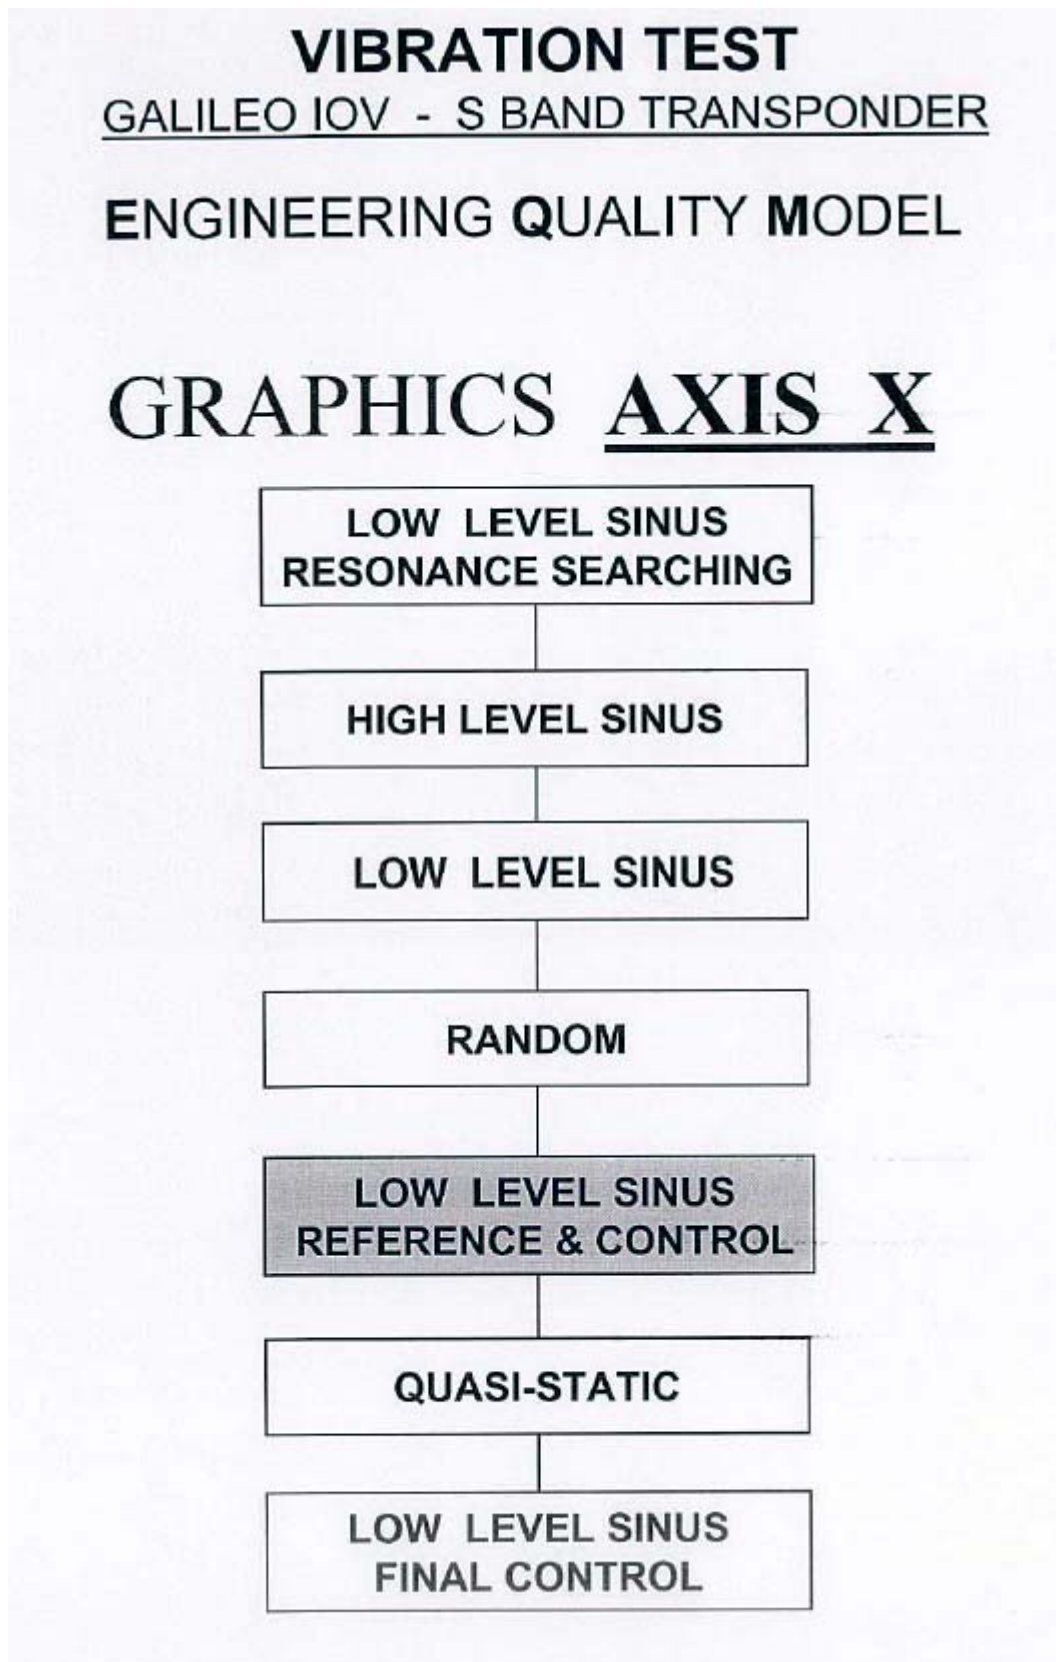 VIBRATION TEST
GALILEO IOV - S BAND TRANSPONDER
ENGINEERING QUALITY MODEL
GRAPHICS AXIS X
LOW LEVEL SINUS
RESONANCE SEARCHING
HIGH LEVEL SINUS
LOW LEVEL SINUS
RANDOM
LOW LEVEL SINUS
REFERENCE & CONTROL
QUASI-STATIC
LOW LEVEL SINUS
FINAL CONTROL